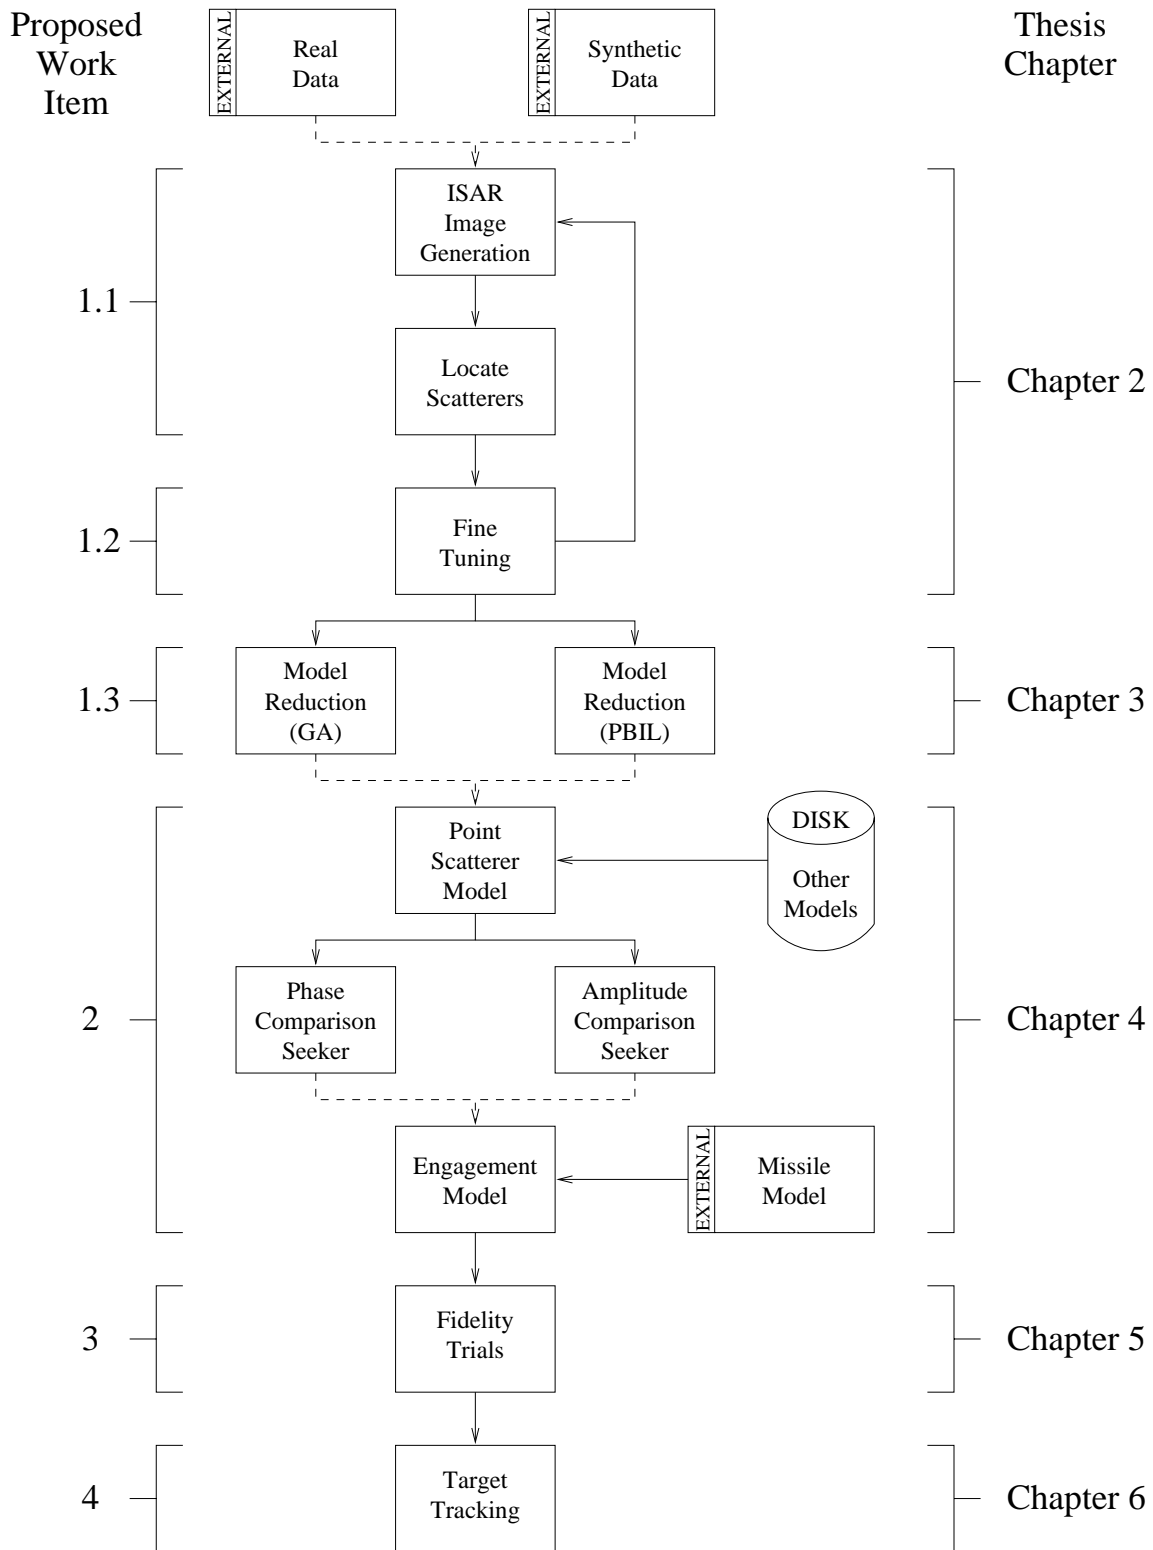 Proposed
Work
Item
EXTERNAL
Real
Data
EXTERNAL
Synthetic
Data
Thesis
Chapter
ISAR
Image
Generation
1.1
Locate
Scatterers
Chapter 2
1.2
Fine
Tuning
1.3
Model
Reduction
(GA)
Model
Reduction
(PBIL)
Chapter 3
Point
Scatterer
Model
DISK
Other
Models
2
Phase
Comparison
Seeker
Amplitude
Comparison
Seeker
Chapter 4
Engagement
Model
EXTERNAL
Missile
Model
3
Fidelity
Trials
Chapter 5
4
Target
Tracking
Chapter 6